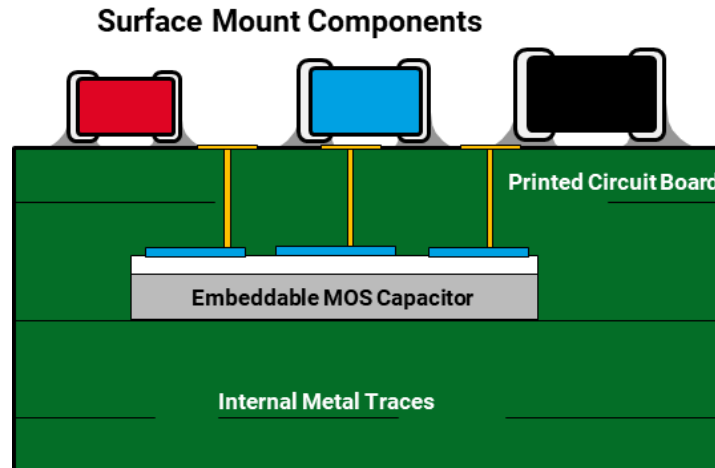 Surface Mount Components
Printed Circuit Board
Embeddable MOS Capacitor
Internal Metal Traces